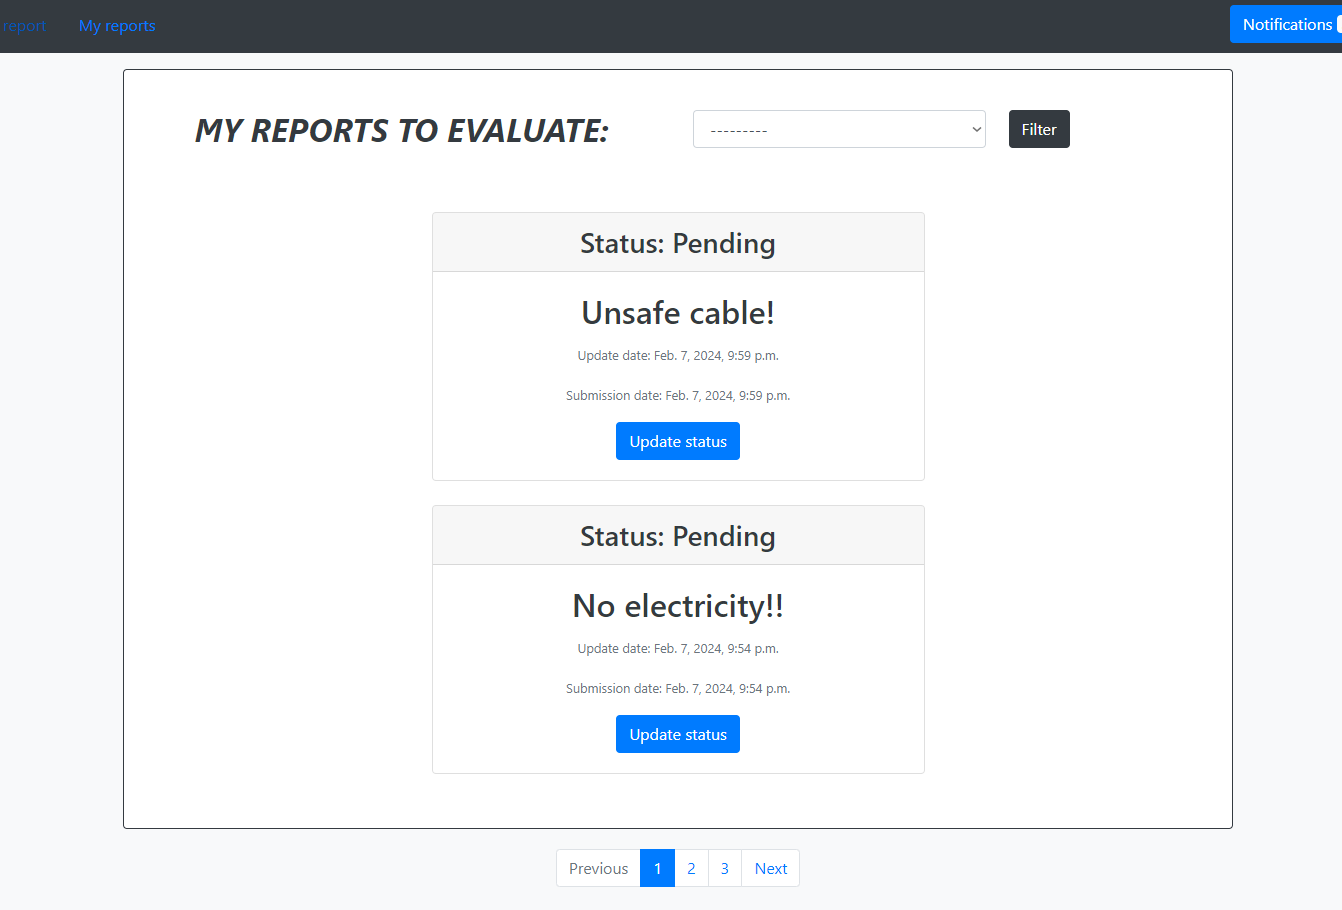 report My reports Notifications
MY REPORTS TO EVALUATE: --------- Filter
Status: Pending
Unsafe cable!
Update date: Feb. 7, 2024, 9:59 p.m.
Submission date: Feb. 7, 2024, 9:59 p.m.
Update status
Status: Pending
No electricity!!
Update date: Feb. 7, 2024, 9:54 p.m.
Submission date: Feb. 7, 2024, 9:54 p.m.
Update status
Previous 1 2 3 Next